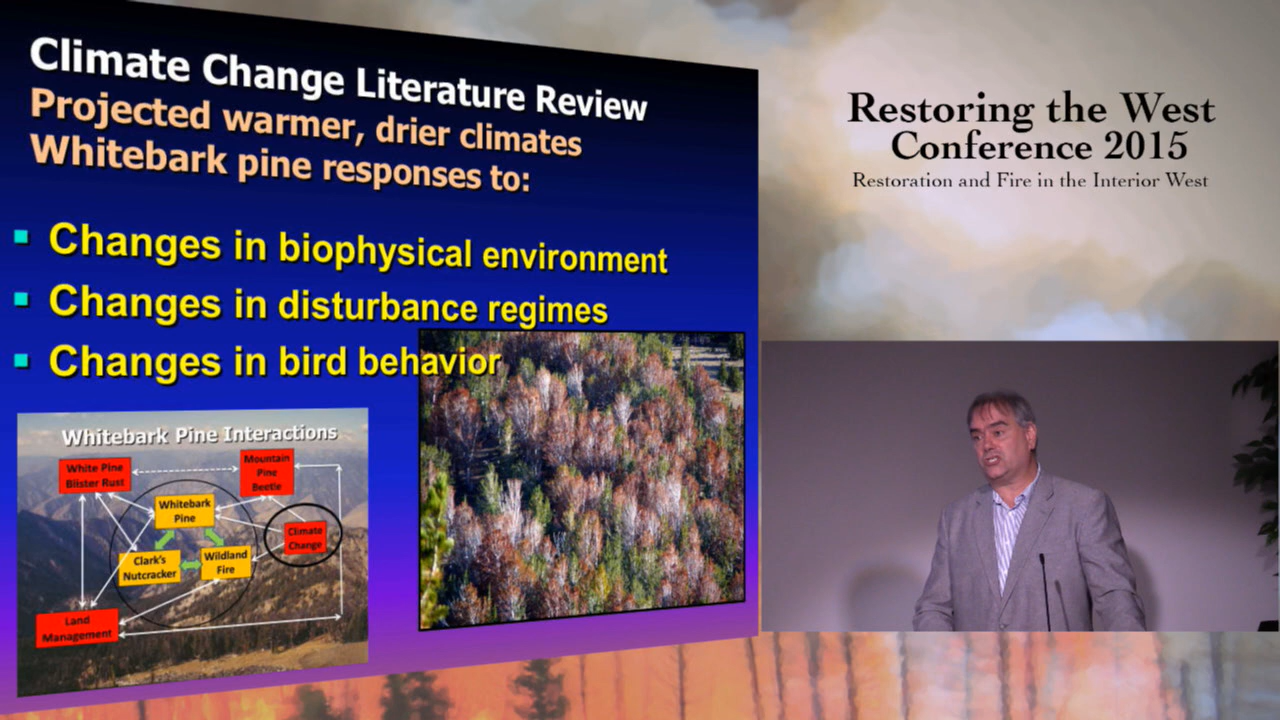 Climate Change Literature Review
Projected warmer, drier climates
Whitebark pine responses to:
Changes in biophysical environment
Changes in disturbance regimes
Changes in bird behavior
Whitebark Pine Interactions
White Pine
Blister Rust
Mountain
Pine
Beetle
Whitebark
Pine
Climate
Change
Clark's
Nutcracker
Wildland
Fire
Land
Management
Restoring the West
Conference 2015
Restoration and Fire in the Interior West